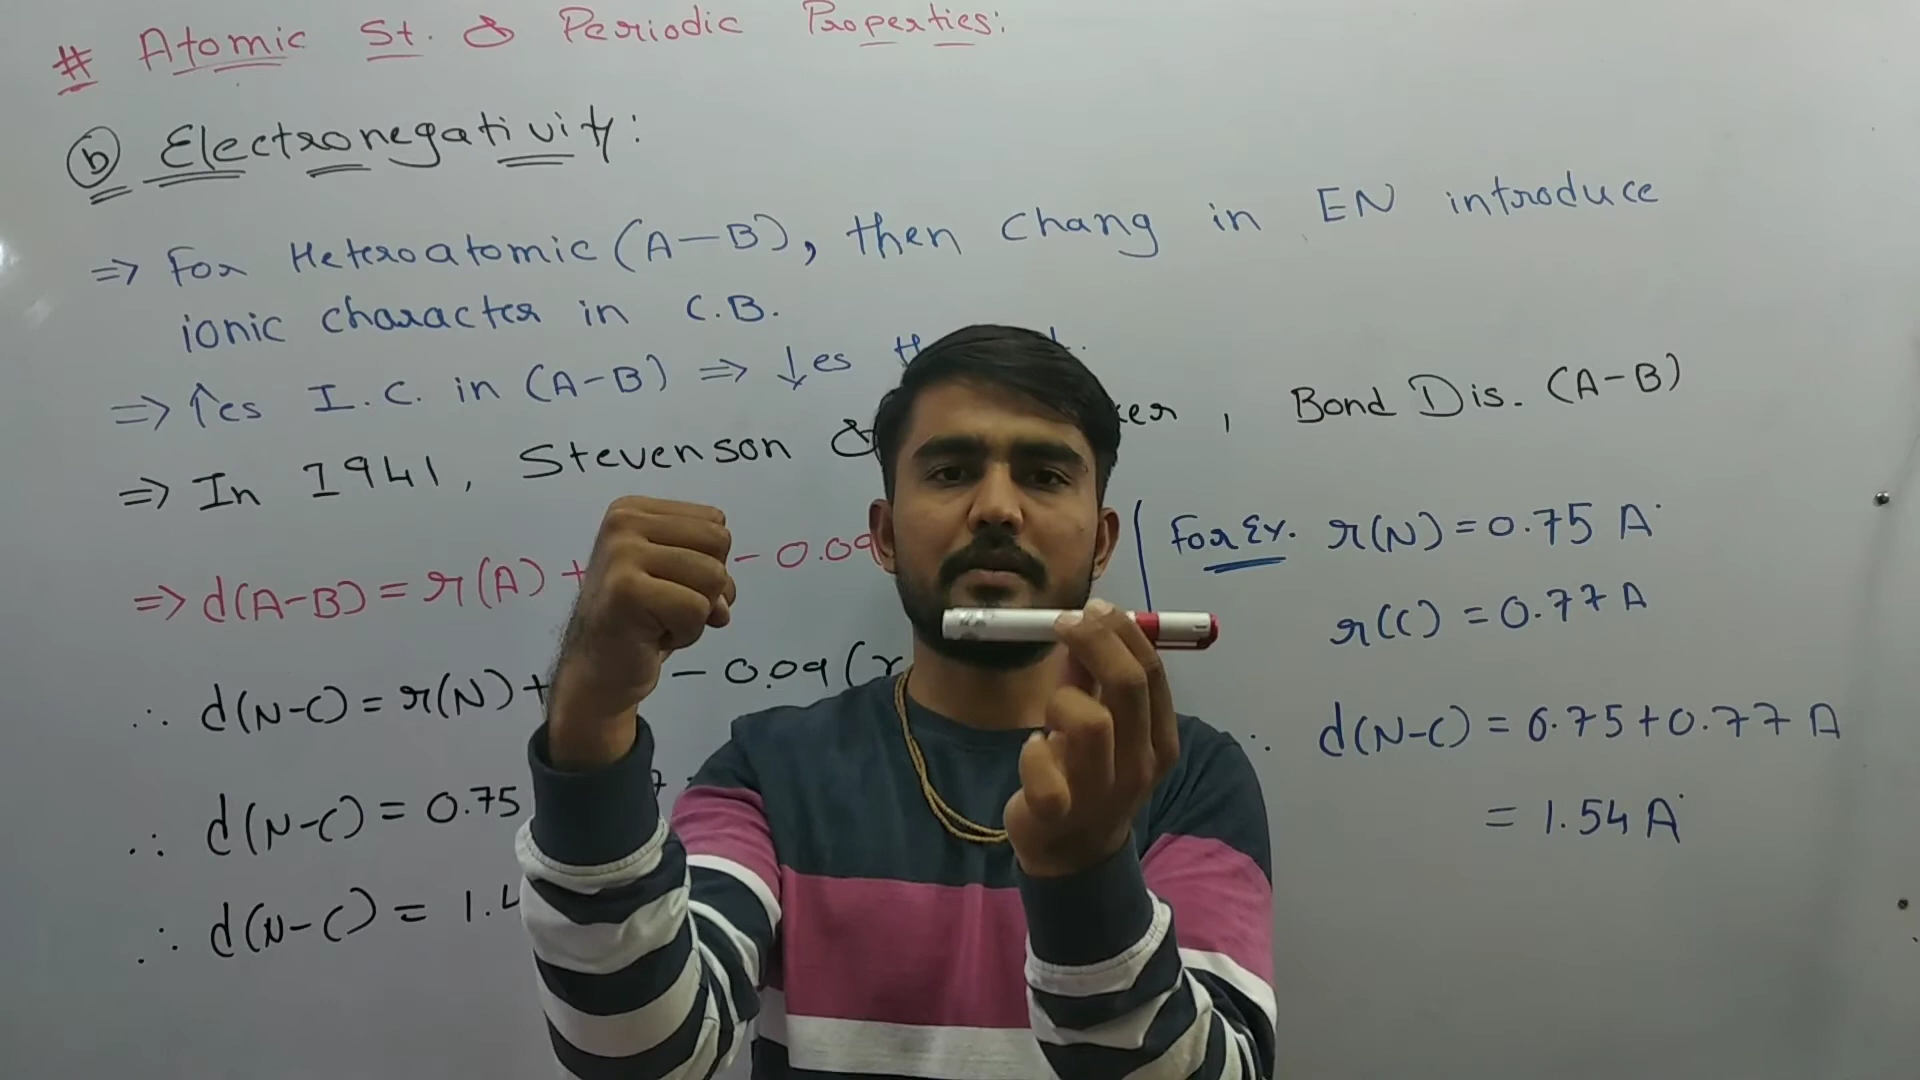 # Atomic St. & Periodic Properties:
(b) Electronegativity:
=> For Heteroatomic (A-B), then chang in EN introduce
ionic character in C.B.
=> ↑es I.C. in (A-B) => ↓es
=> In 1941, Stevenson & , Bond Dis. (A-B)
=> d(A-B) = r(A) + - 0.09
∴ d(N-C) = r(N) + - 0.09 (
∴ d(N-C) = 0.75
∴ d(N-C) = 1.4
For Ex. r(N) = 0.75 A°
r(C) = 0.77 A
∴ d(N-C) = 0.75 + 0.77 A
= 1.54 A°